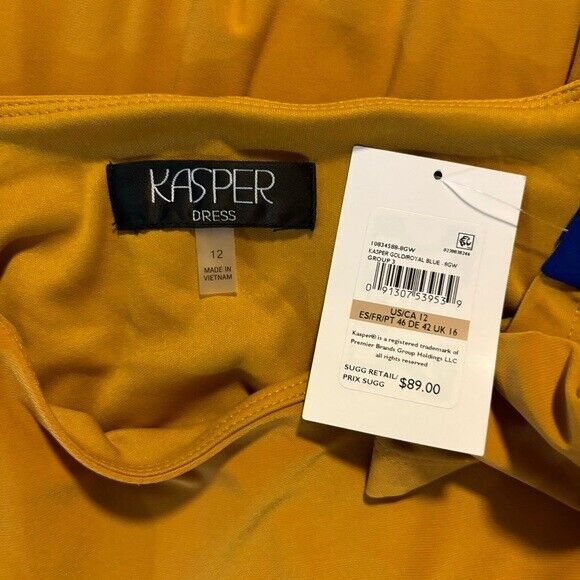 KASPER
DRESS
12
MADE IN
VIETNAM
10834588-8GW
KASPER GOLD/ROYAL BLUE - 8GW
GROUP 3
0 91307 53953 9
US/CA 12
ES/FR/PT 46 DE 42 UK 16
Kasper® is a registered trademark of
Premier Brands Group Holdings LLC
all rights reserved
SUGG RETAIL/
PRIX SUGG
$89.00